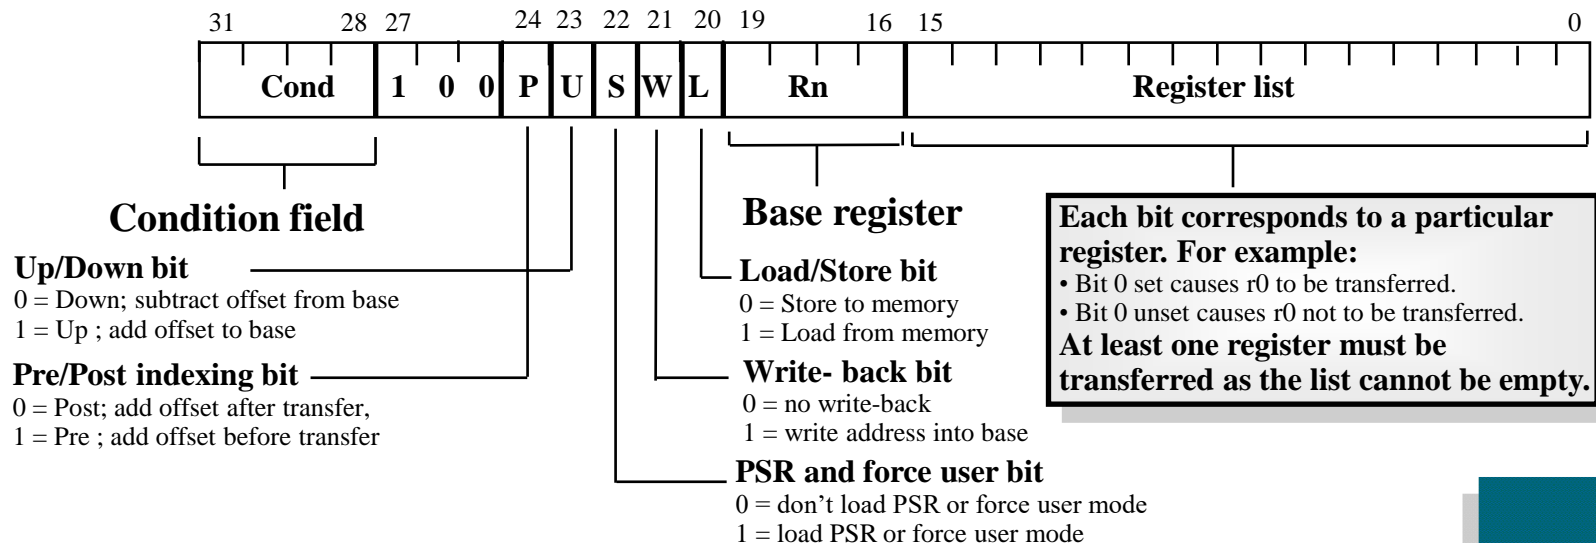 31 28 27 24 23 22 21 20 19 16 15 0
Cond 1 0 0 P U S W L Rn Register list
Condition field
Base register
Up/Down bit
0 = Down; subtract offset from base
1 = Up ; add offset to base
Pre/Post indexing bit
0 = Post; add offset after transfer,
1 = Pre ; add offset before transfer
Load/Store bit
0 = Store to memory
1 = Load from memory
Write- back bit
0 = no write-back
1 = write address into base
PSR and force user bit
0 = don’t load PSR or force user mode
1 = load PSR or force user mode
Each bit corresponds to a particular
register. For example:
• Bit 0 set causes r0 to be transferred.
• Bit 0 unset causes r0 not to be transferred.
At least one register must be
transferred as the list cannot be empty.